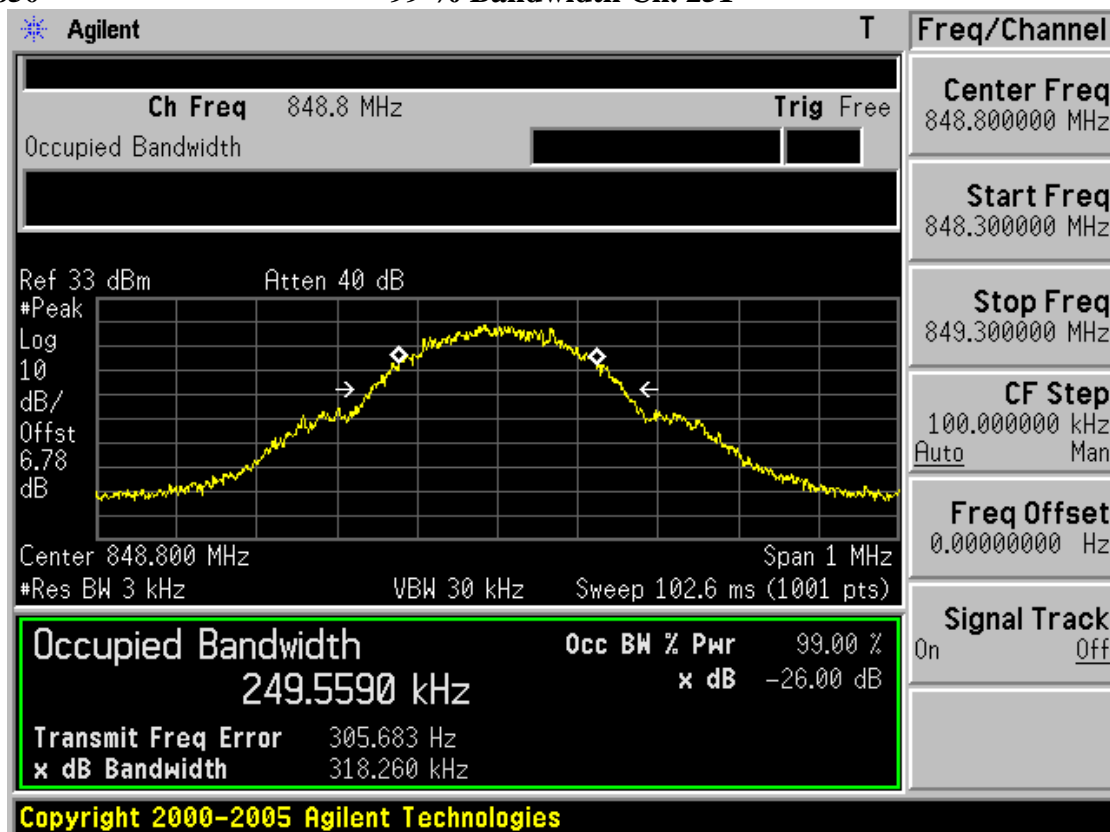 Agilent T
Ch Freq 848.8 MHz Trig Free
Occupied Bandwidth
Ref 33 dBm Atten 40 dB
#Peak
Log
10
dB/
Offst
6.78
dB
Center 848.800 MHz Span 1 MHz
#Res BW 3 kHz VBW 30 kHz Sweep 102.6 ms (1001 pts)
Occupied Bandwidth Occ BW % Pwr 99.00 %
249.5590 kHz x dB -26.00 dB
Transmit Freq Error 305.683 Hz
x dB Bandwidth 318.260 kHz
Copyright 2000-2005 Agilent Technologies
Freq/Channel
Center Freq
848.800000 MHz
Start Freq
848.300000 MHz
Stop Freq
849.300000 MHz
CF Step
100.000000 kHz
Auto Man
Freq Offset
0.00000000 Hz
Signal Track
On Off